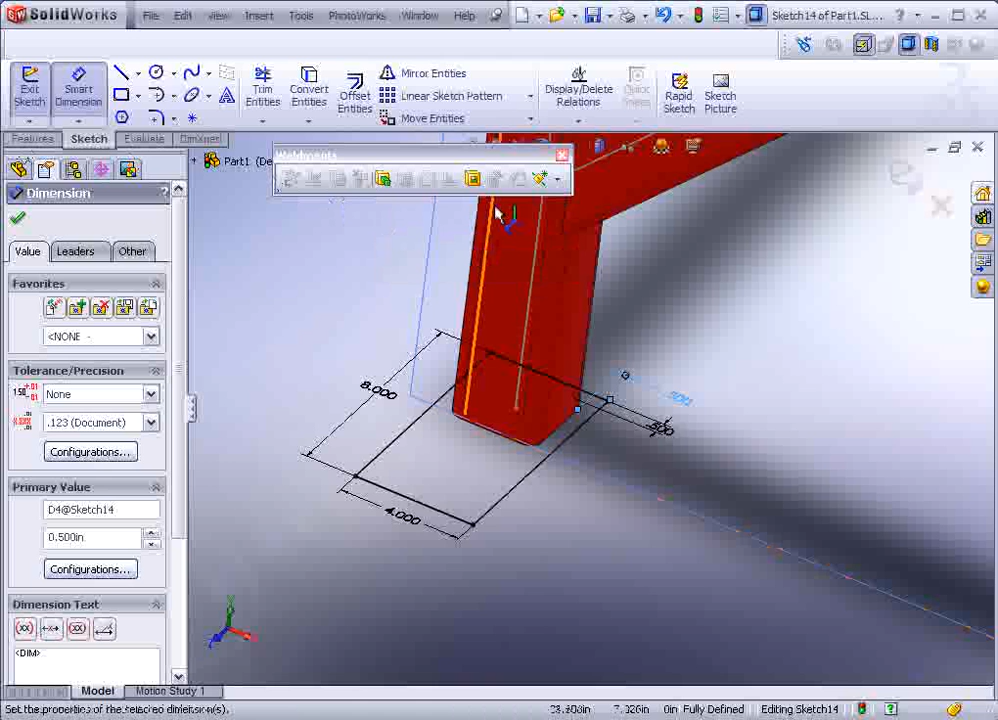 SolidWorks
File
Edit
View
Insert
Tools
PhotoWorks
Window
Help
Sketch14 of Part1.SL...
Exit Sketch
Smart Dimension
Trim Entities
Convert Entities
Offset Entities
Mirror Entities
Linear Sketch Pattern
Move Entities
Display/Delete Relations
Quick Snaps
Rapid Sketch
Sketch Picture
Features
Sketch
Evaluate
DimXpert
Weldments
Part1 (De
Dimension
?
Value
Leaders
Other
Favorites
<NONE>
Tolerance/Precision
None
.123 (Document)
Configurations...
Primary Value
D4@Sketch14
0.500in
Configurations...
Dimension Text
<DIM>
8.000
4.000
.500
.500
Model
Motion Study 1
Set the properties of the selected dimension(s).
0in
Fully Defined
Editing Sketch14